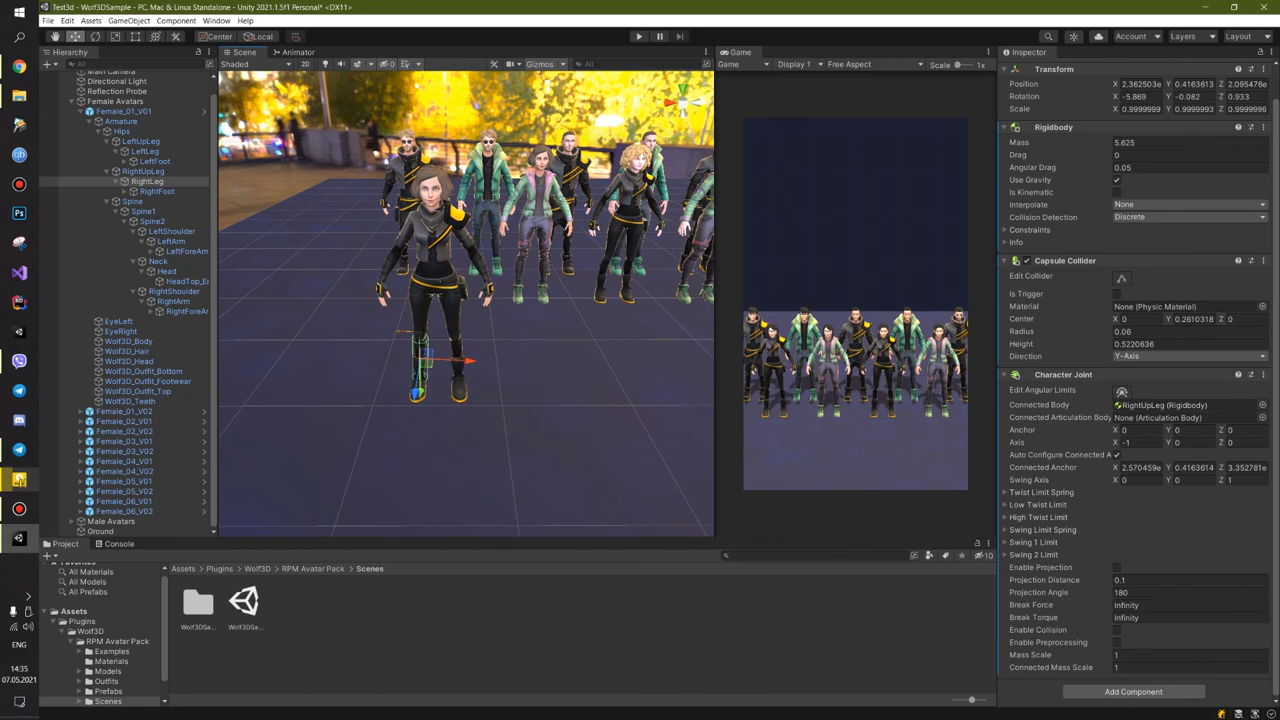 Test3d - Wolf3DSample - PC, Mac & Linux Standalone - Unity 2021.1.5f1 Personal* <DX11>
File Edit Assets GameObject Component Window Help
Center Local Account Layers Layout
Hierarchy
All
Main Camera
Directional Light
Reflection Probe
Female Avatars
Female_01_V01
Armature
Hips
LeftUpLeg
LeftLeg
LeftFoot
RightUpLeg
RightLeg
RightFoot
Spine
Spine1
Spine2
LeftShoulder
LeftArm
LeftForeArm
Neck
Head
HeadTop_E
RightShoulder
RightArm
RightForeAr
EyeLeft
EyeRight
Wolf3D_Body
Wolf3D_Hair
Wolf3D_Head
Wolf3D_Outfit_Bottom
Wolf3D_Outfit_Footwear
Wolf3D_Outfit_Top
Wolf3D_Teeth
Female_01_V02
Female_02_V01
Female_02_V02
Female_03_V01
Female_03_V02
Female_04_V01
Female_04_V02
Female_05_V01
Female_05_V02
Female_06_V01
Female_06_V02
Male Avatars
Ground
Scene Animator
Shaded 2D 0 Gizmos All
Game
Game Display 1 Free Aspect Scale 1x
Inspector
Transform
Position X 2.362503e Y 0.4163613 Z 2.095476e
Rotation X -5.869 Y -0.082 Z 0.933
Scale X 0.9999999 Y 0.9999993 Z 0.9999996
Rigidbody
Mass 5.625
Drag 0
Angular Drag 0.05
Use Gravity
Is Kinematic
Interpolate None
Collision Detection Discrete
Constraints
Info
Capsule Collider
Edit Collider
Is Trigger
Material None (Physic Material)
Center X 0 Y 0.2610318 Z 0
Radius 0.06
Height 0.5220636
Direction Y-Axis
Character Joint
Edit Angular Limits
Connected Body RightUpLeg (Rigidbody)
Connected Articulation Body None (Articulation Body)
Anchor X 0 Y 0 Z 0
Axis X -1 Y 0 Z 0
Auto Configure Connected A
Connected Anchor X 2.570459e Y 0.4163614 Z 3.352781e
Swing Axis X 0 Y 0 Z 1
Twist Limit Spring
Low Twist Limit
High Twist Limit
Swing Limit Spring
Swing 1 Limit
Swing 2 Limit
Enable Projection
Projection Distance 0.1
Projection Angle 180
Break Force Infinity
Break Torque Infinity
Enable Collision
Enable Preprocessing
Mass Scale 1
Connected Mass Scale 1
Add Component
Project Console
10
Favorites
All Materials
All Models
All Prefabs
Assets
Plugins
Wolf3D
RPM Avatar Pack
Examples
Materials
Models
Outfits
Prefabs
Scenes
Assets > Plugins > Wolf3D > RPM Avatar Pack > Scenes
Wolf3DSa... Wolf3DSa...
ENG
14:35
07.05.2021